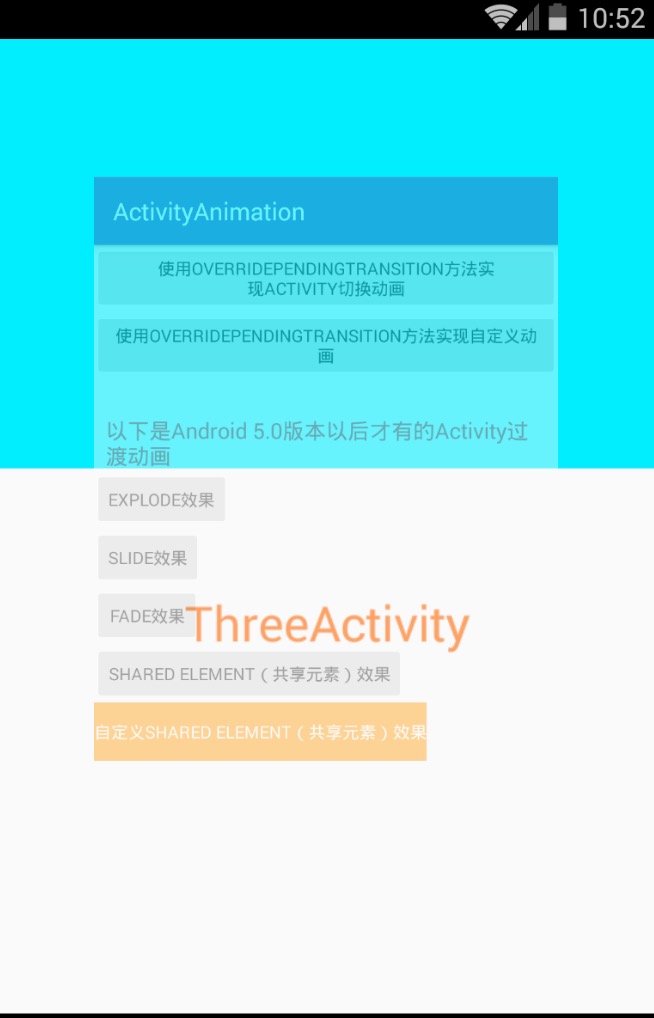 10:52
ActivityAnimation
使用OVERRIDEPENDINGTRANSITION方法实
现ACTIVITY切换动画
使用OVERRIDEPENDINGTRANSITION方法实现自定义动
画
以下是Android 5.0版本以后才有的Activity过
渡动画
EXPLODE效果
SLIDE效果
FADE效果
ThreeActivity
SHARED ELEMENT（共享元素）效果
自定义SHARED ELEMENT（共享元素）效果